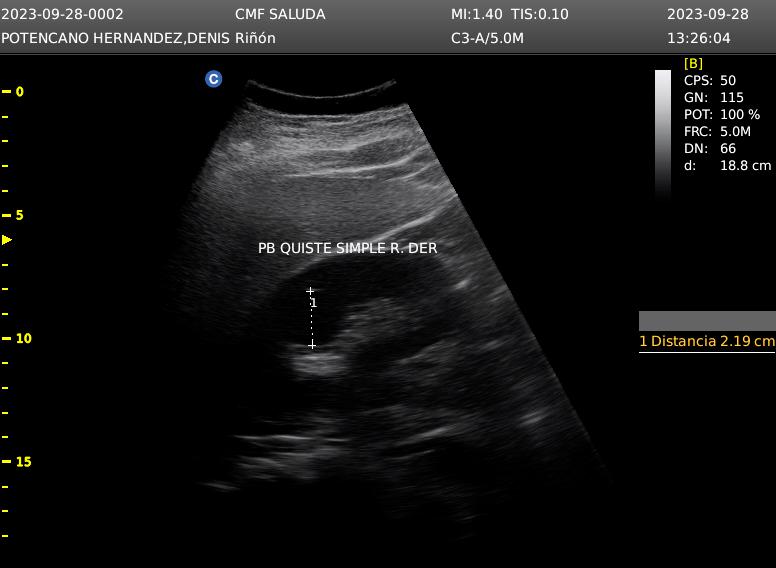 2023-09-28-0002 CMF SALUDA MI:1.40 TIS:0.10 2023-09-28
POTENCANO HERNANDEZ,DENIS Riñón C3-A/5.0M 13:26:04
[B]
C
CPS: 50
0
GN: 115
POT: 100 %
FRC: 5.0M
DN: 66
d: 18.8 cm
5
PB QUISTE SIMPLE R. DER
1
10
1 Distancia 2.19 cm
15